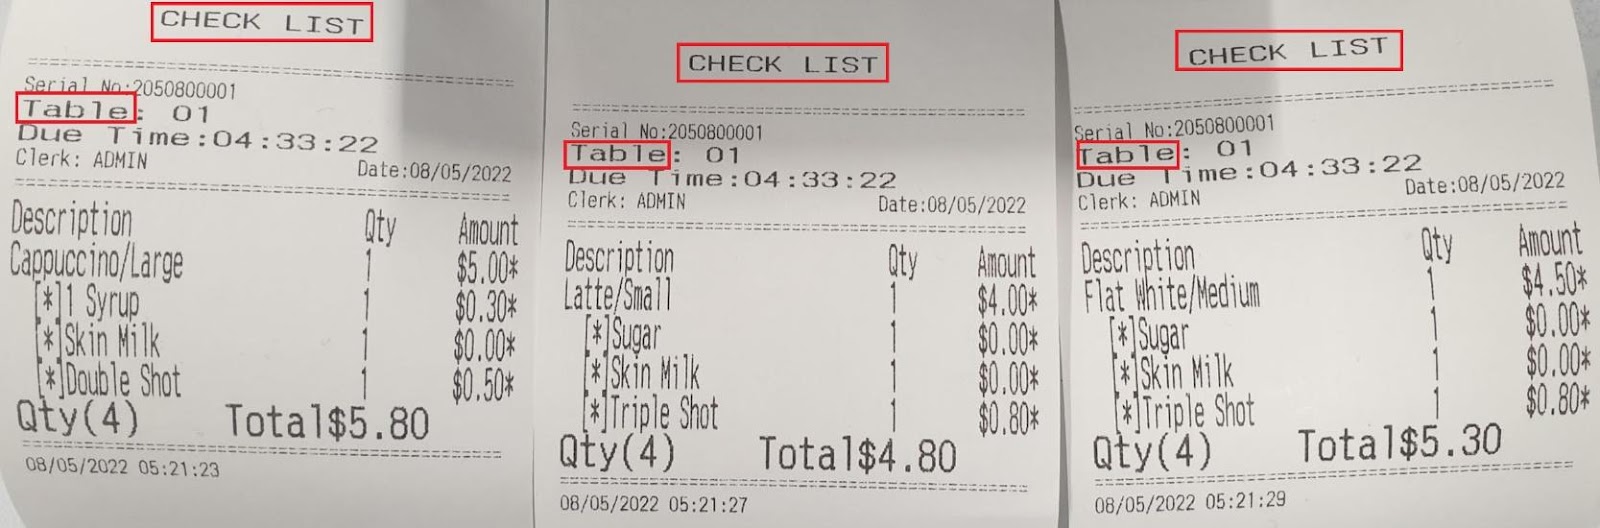 CHECK LIST
Serial No:2050800001
Table: 01
Due Time:04:33:22
Clerk: ADMIN Date:08/05/2022
Description Qty Amount
Cappuccino/Large 1 $5.00*
[*]1 Syrup 1 $0.30*
[*]Skin Milk 1 $0.00*
[*]Double Shot 1 $0.50*
Qty(4) Total$5.80
08/05/2022 05:21:23
CHECK LIST
Serial No:2050800001
Table: 01
Due Time:04:33:22
Clerk: ADMIN Date:08/05/2022
Description Qty Amount
Latte/Small 1 $4.00*
[*]Sugar 1 $0.00*
[*]Skin Milk 1 $0.00*
[*]Triple Shot 1 $0.80*
Qty(4) Total$4.80
08/05/2022 05:21:27
CHECK LIST
Serial No:2050800001
Table: 01
Due Time:04:33:22
Clerk: ADMIN Date:08/05/2022
Description Qty Amount
Flat White/Medium 1 $4.50*
[*]Sugar 1 $0.00*
[*]Skin Milk 1 $0.00*
[*]Triple Shot 1 $0.80*
Qty(4) Total$5.30
08/05/2022 05:21:29